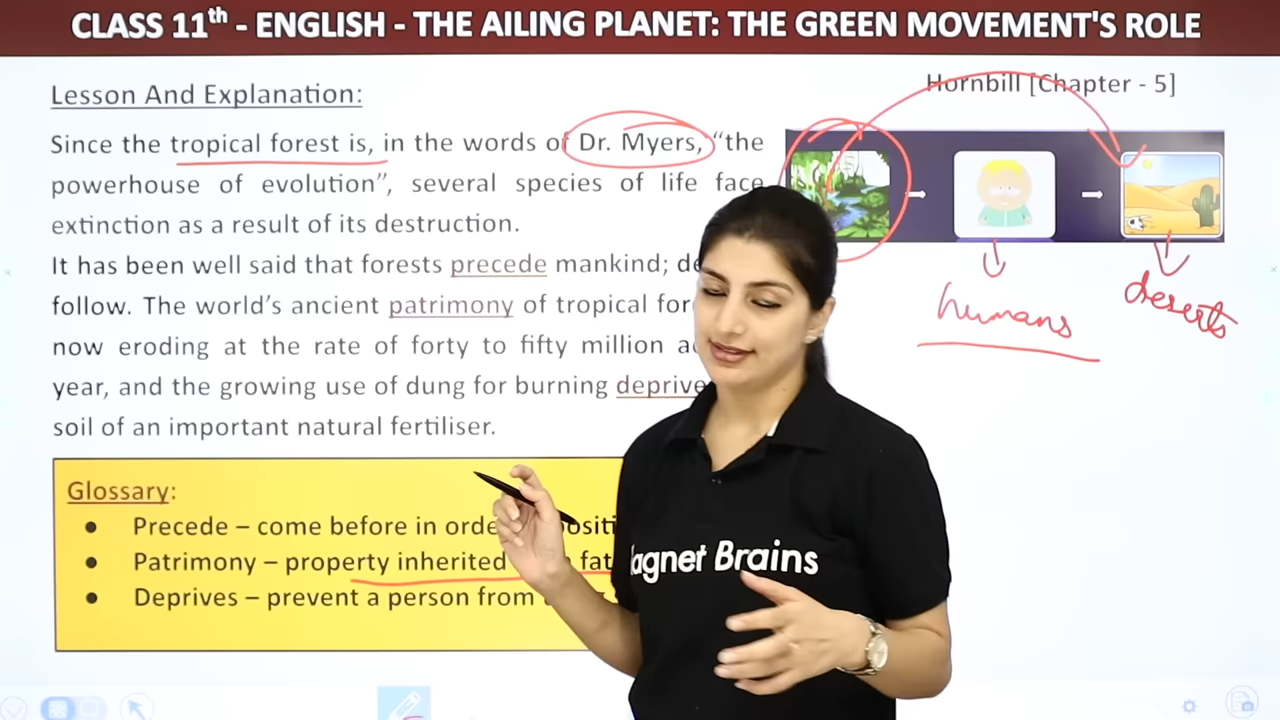 CLASS 11th - ENGLISH - THE AILING PLANET: THE GREEN MOVEMENT'S ROLE
Lesson And Explanation:
Hornbill [Chapter - 5]
Since the tropical forest is, in the words of Dr. Myers, “the
powerhouse of evolution”, several species of life face
extinction as a result of its destruction.
It has been well said that forests precede mankind;
follow. The world’s ancient patrimony of tropical
now eroding at the rate of forty to fifty million
year, and the growing use of dung for burning
soil of an important natural fertiliser.
humans
deserts
Glossary:
● Precede – come before in
● Patrimony – property inherited
● Deprives – prevent a person from
agnet Brains